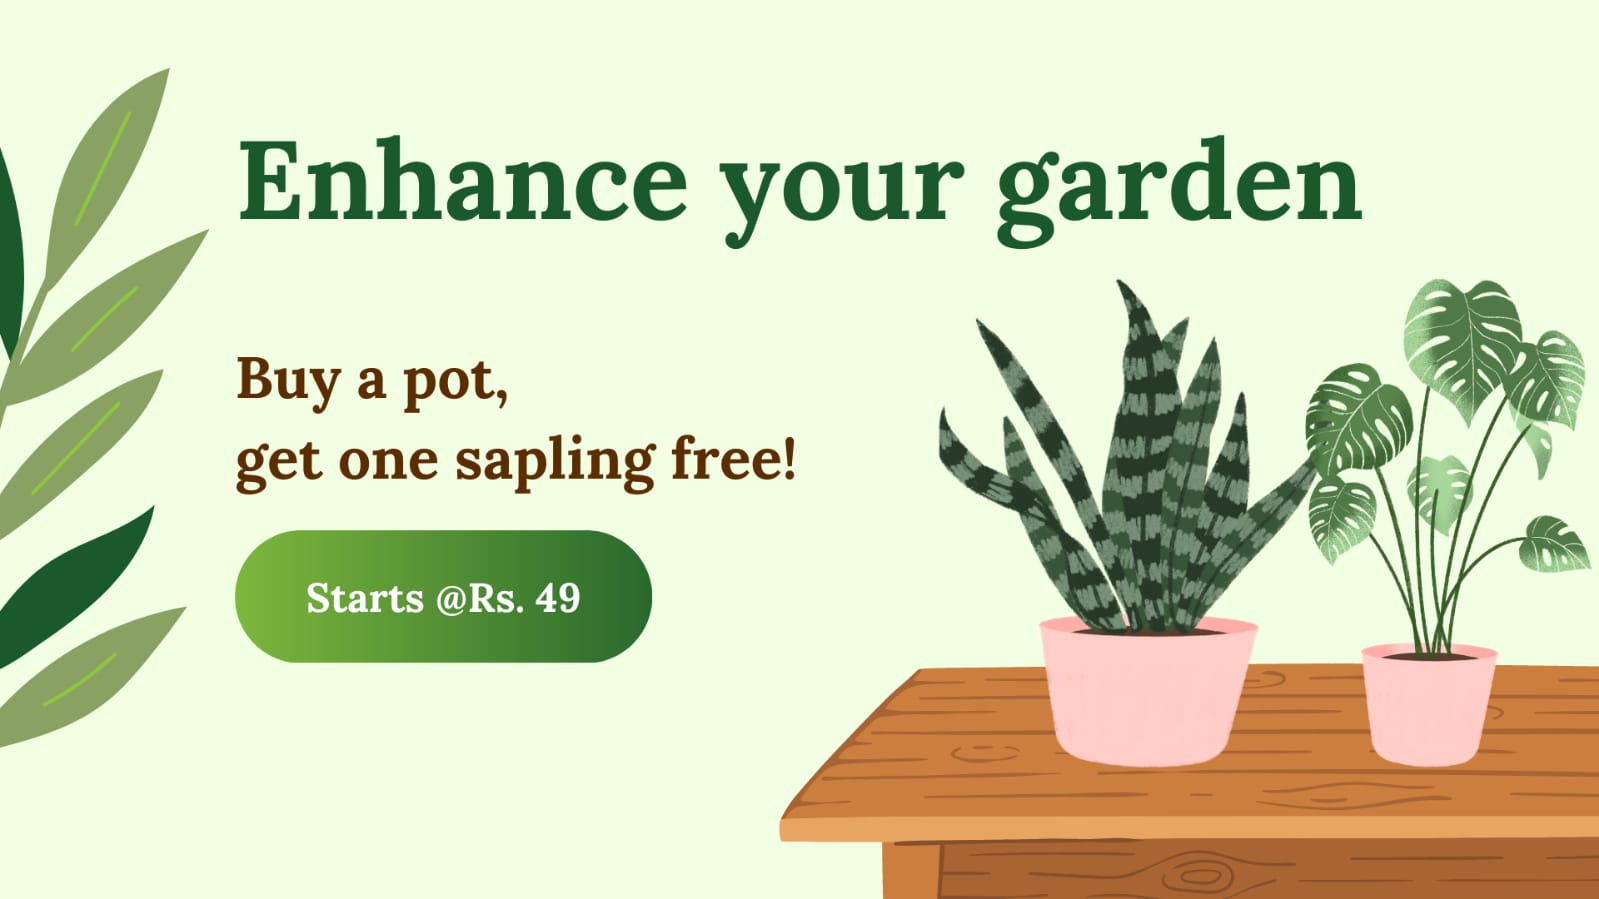 Enhance your garden
Buy a pot,
get one sapling free!
Starts @Rs. 49